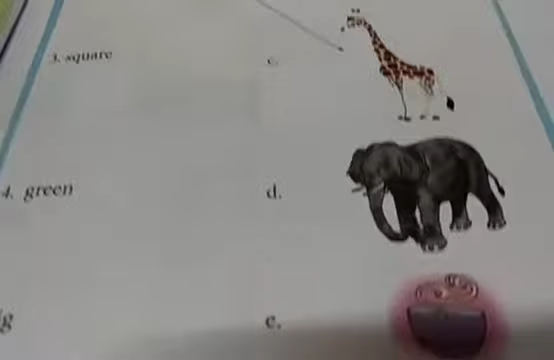 3. square
c.
4. green
d.
g
e.